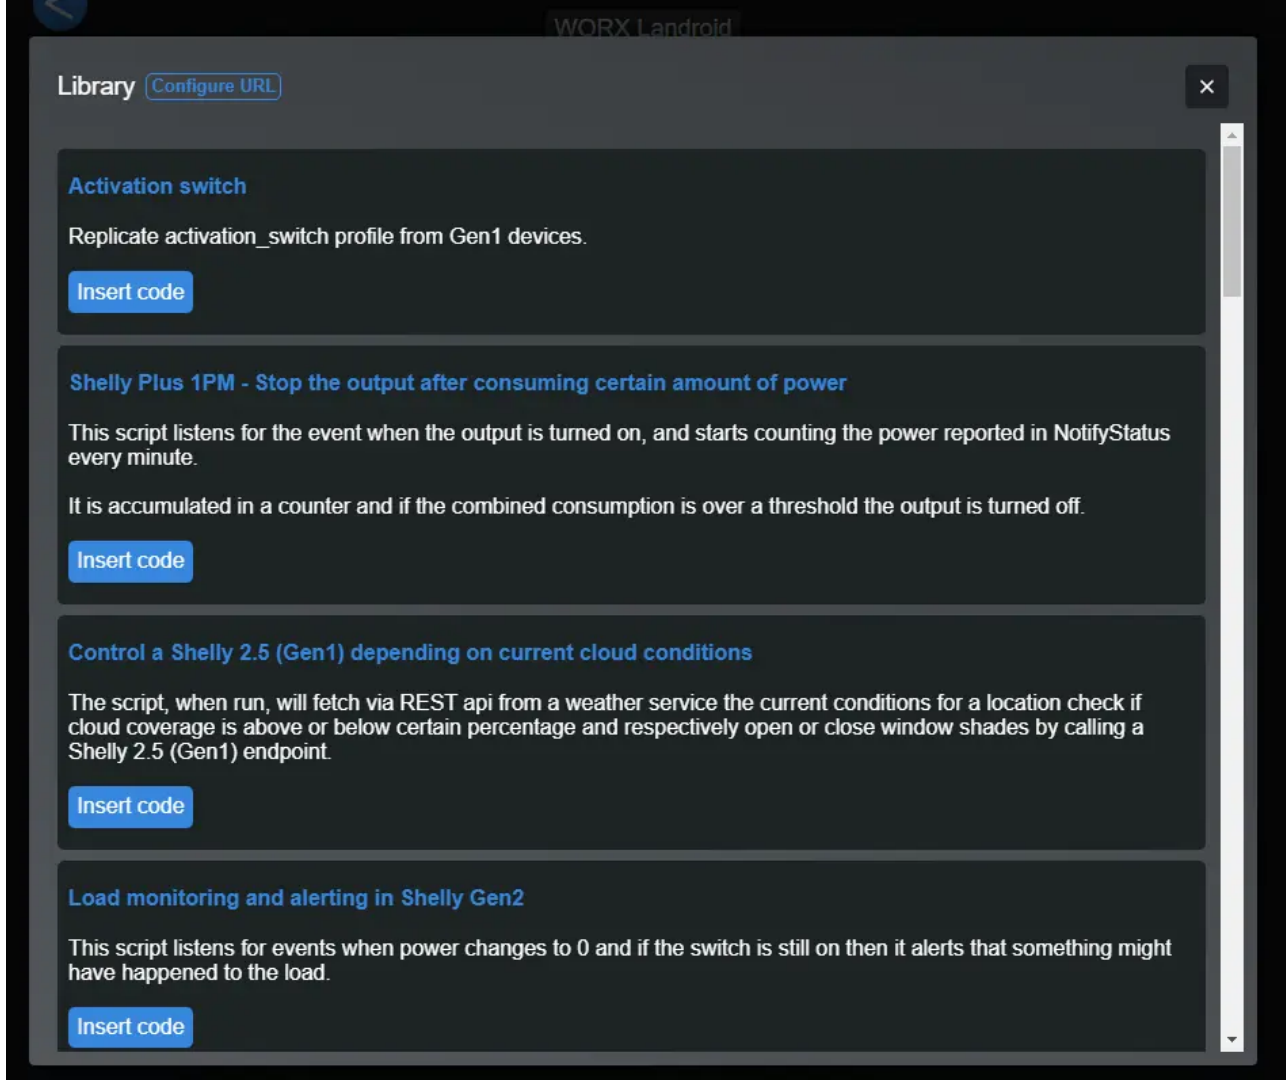 WORX Landroid
Library Configure URL
Activation switch
Replicate activation_switch profile from Gen1 devices.
Insert code
Shelly Plus 1PM - Stop the output after consuming certain amount of power
This script listens for the event when the output is turned on, and starts counting the power reported in NotifyStatus
every minute.
It is accumulated in a counter and if the combined consumption is over a threshold the output is turned off.
Insert code
Control a Shelly 2.5 (Gen1) depending on current cloud conditions
The script, when run, will fetch via REST api from a weather service the current conditions for a location check if
cloud coverage is above or below certain percentage and respectively open or close window shades by calling a
Shelly 2.5 (Gen1) endpoint.
Insert code
Load monitoring and alerting in Shelly Gen2
This script listens for events when power changes to 0 and if the switch is still on then it alerts that something might
have happened to the load.
Insert code